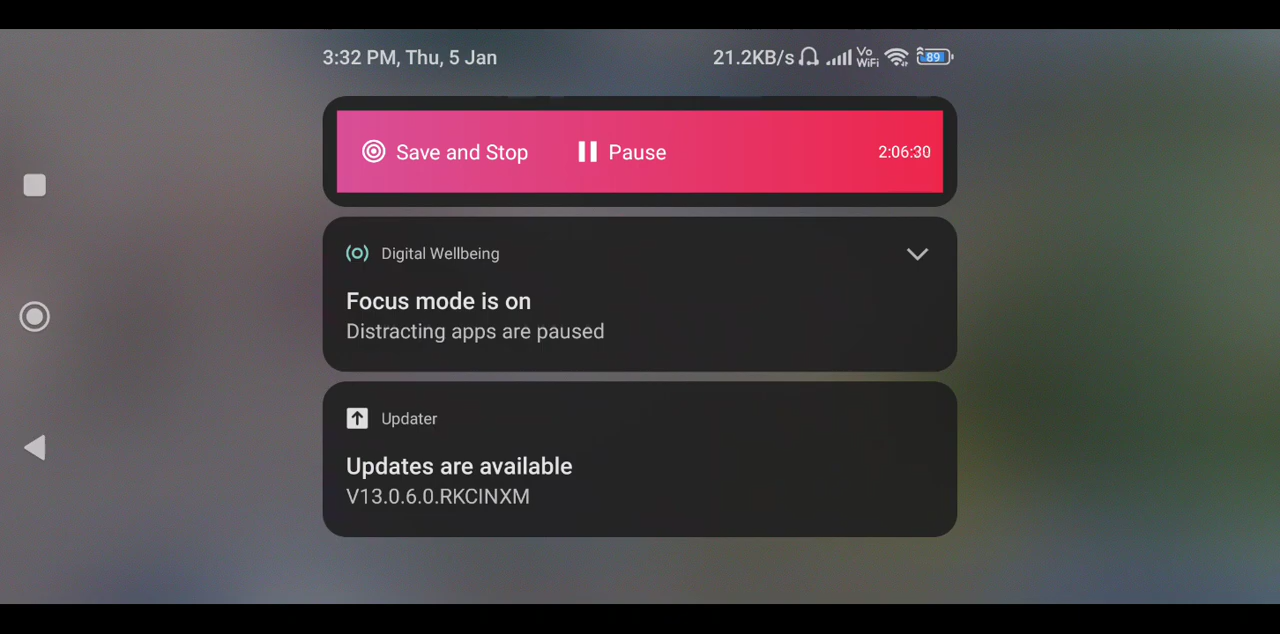 3:32 PM, Thu, 5 Jan 21.2KB/s Vo WiFi 89
Save and Stop Pause 2:06:30
Digital Wellbeing
Focus mode is on
Distracting apps are paused
Updater
Updates are available
V13.0.6.0.RKCINXM